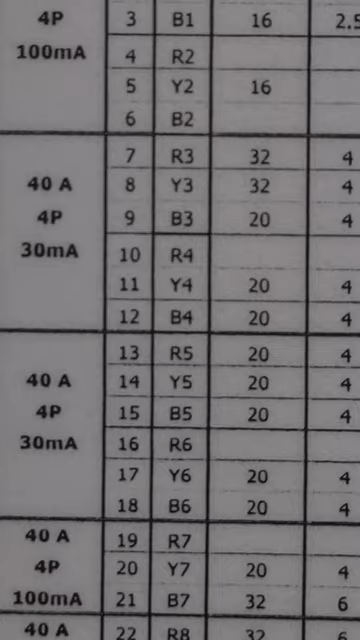 4P 3 B1 16 2.5
100mA 4 R2
5 Y2 16
6 B2
7 R3 32 4
40 A 8 Y3 32 4
4P 9 B3 20 4
30mA 10 R4
11 Y4 20 4
12 B4 20 4
13 R5 20 4
40 A 14 Y5 20 4
4P 15 B5 20 4
30mA 16 R6
17 Y6 20 4
18 B6 20 4
40 A 19 R7
4P 20 Y7 20 4
100mA 21 B7 32 6
40 A 22 R8 32 6